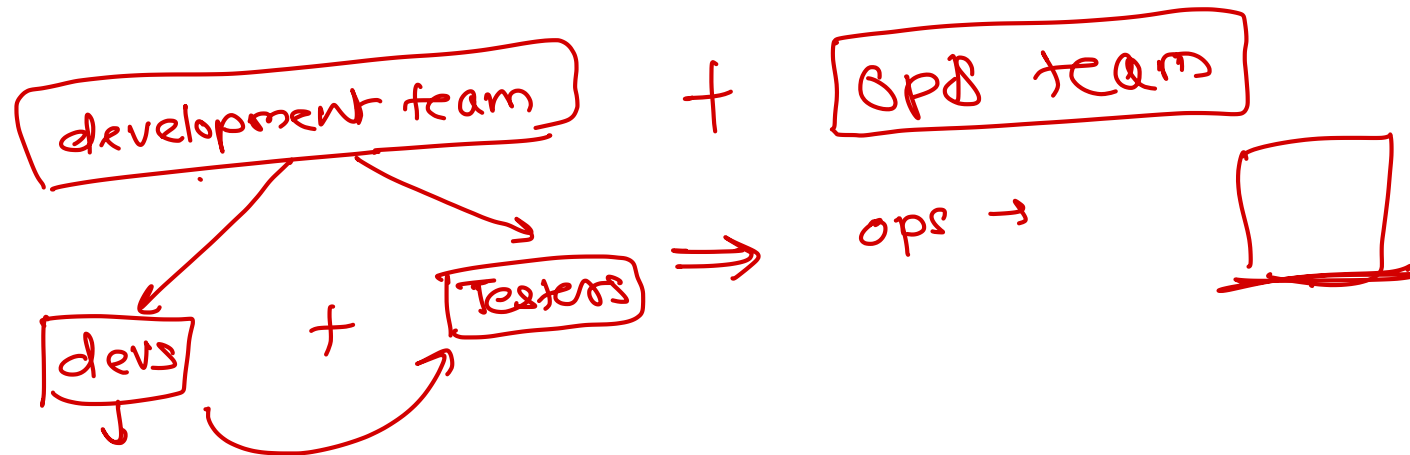 development team + ops team
ops →
Testers
devs +